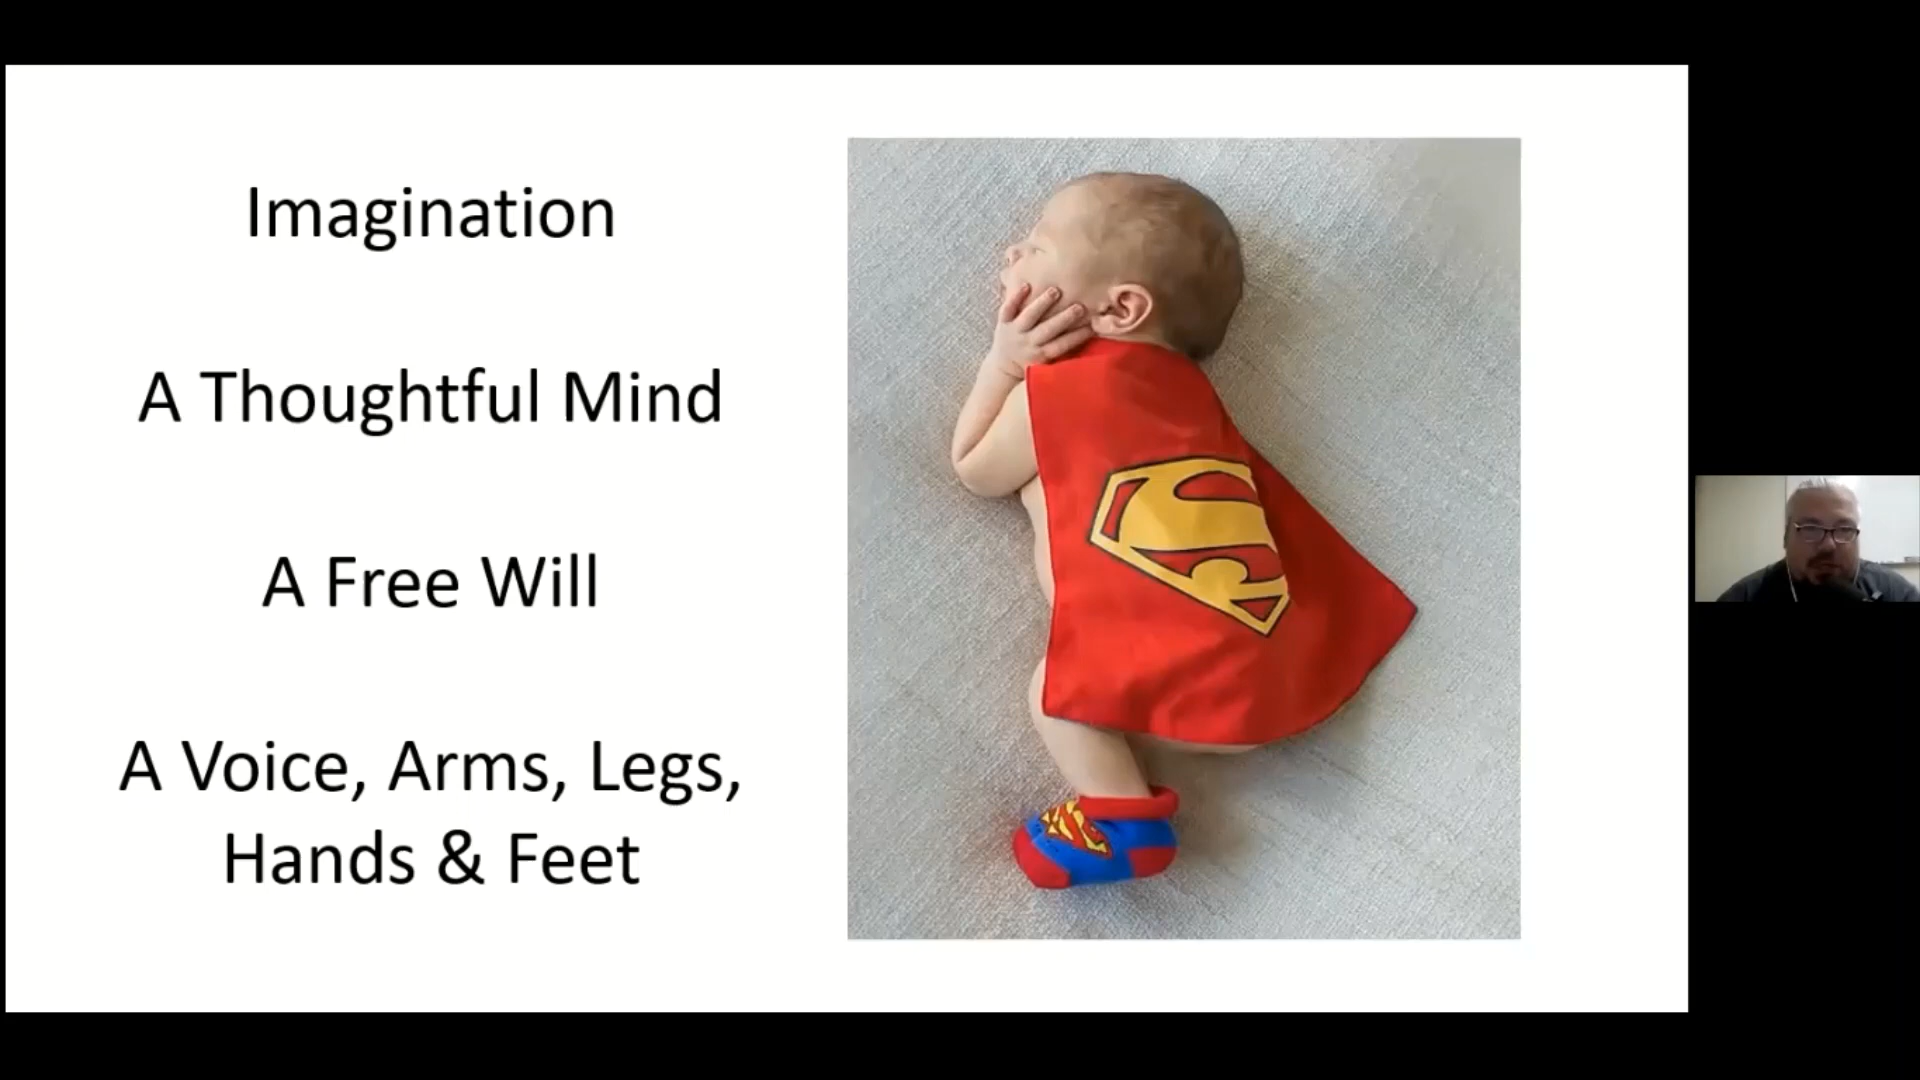 Imagination
A Thoughtful Mind
A Free Will
A Voice, Arms, Legs,
Hands & Feet